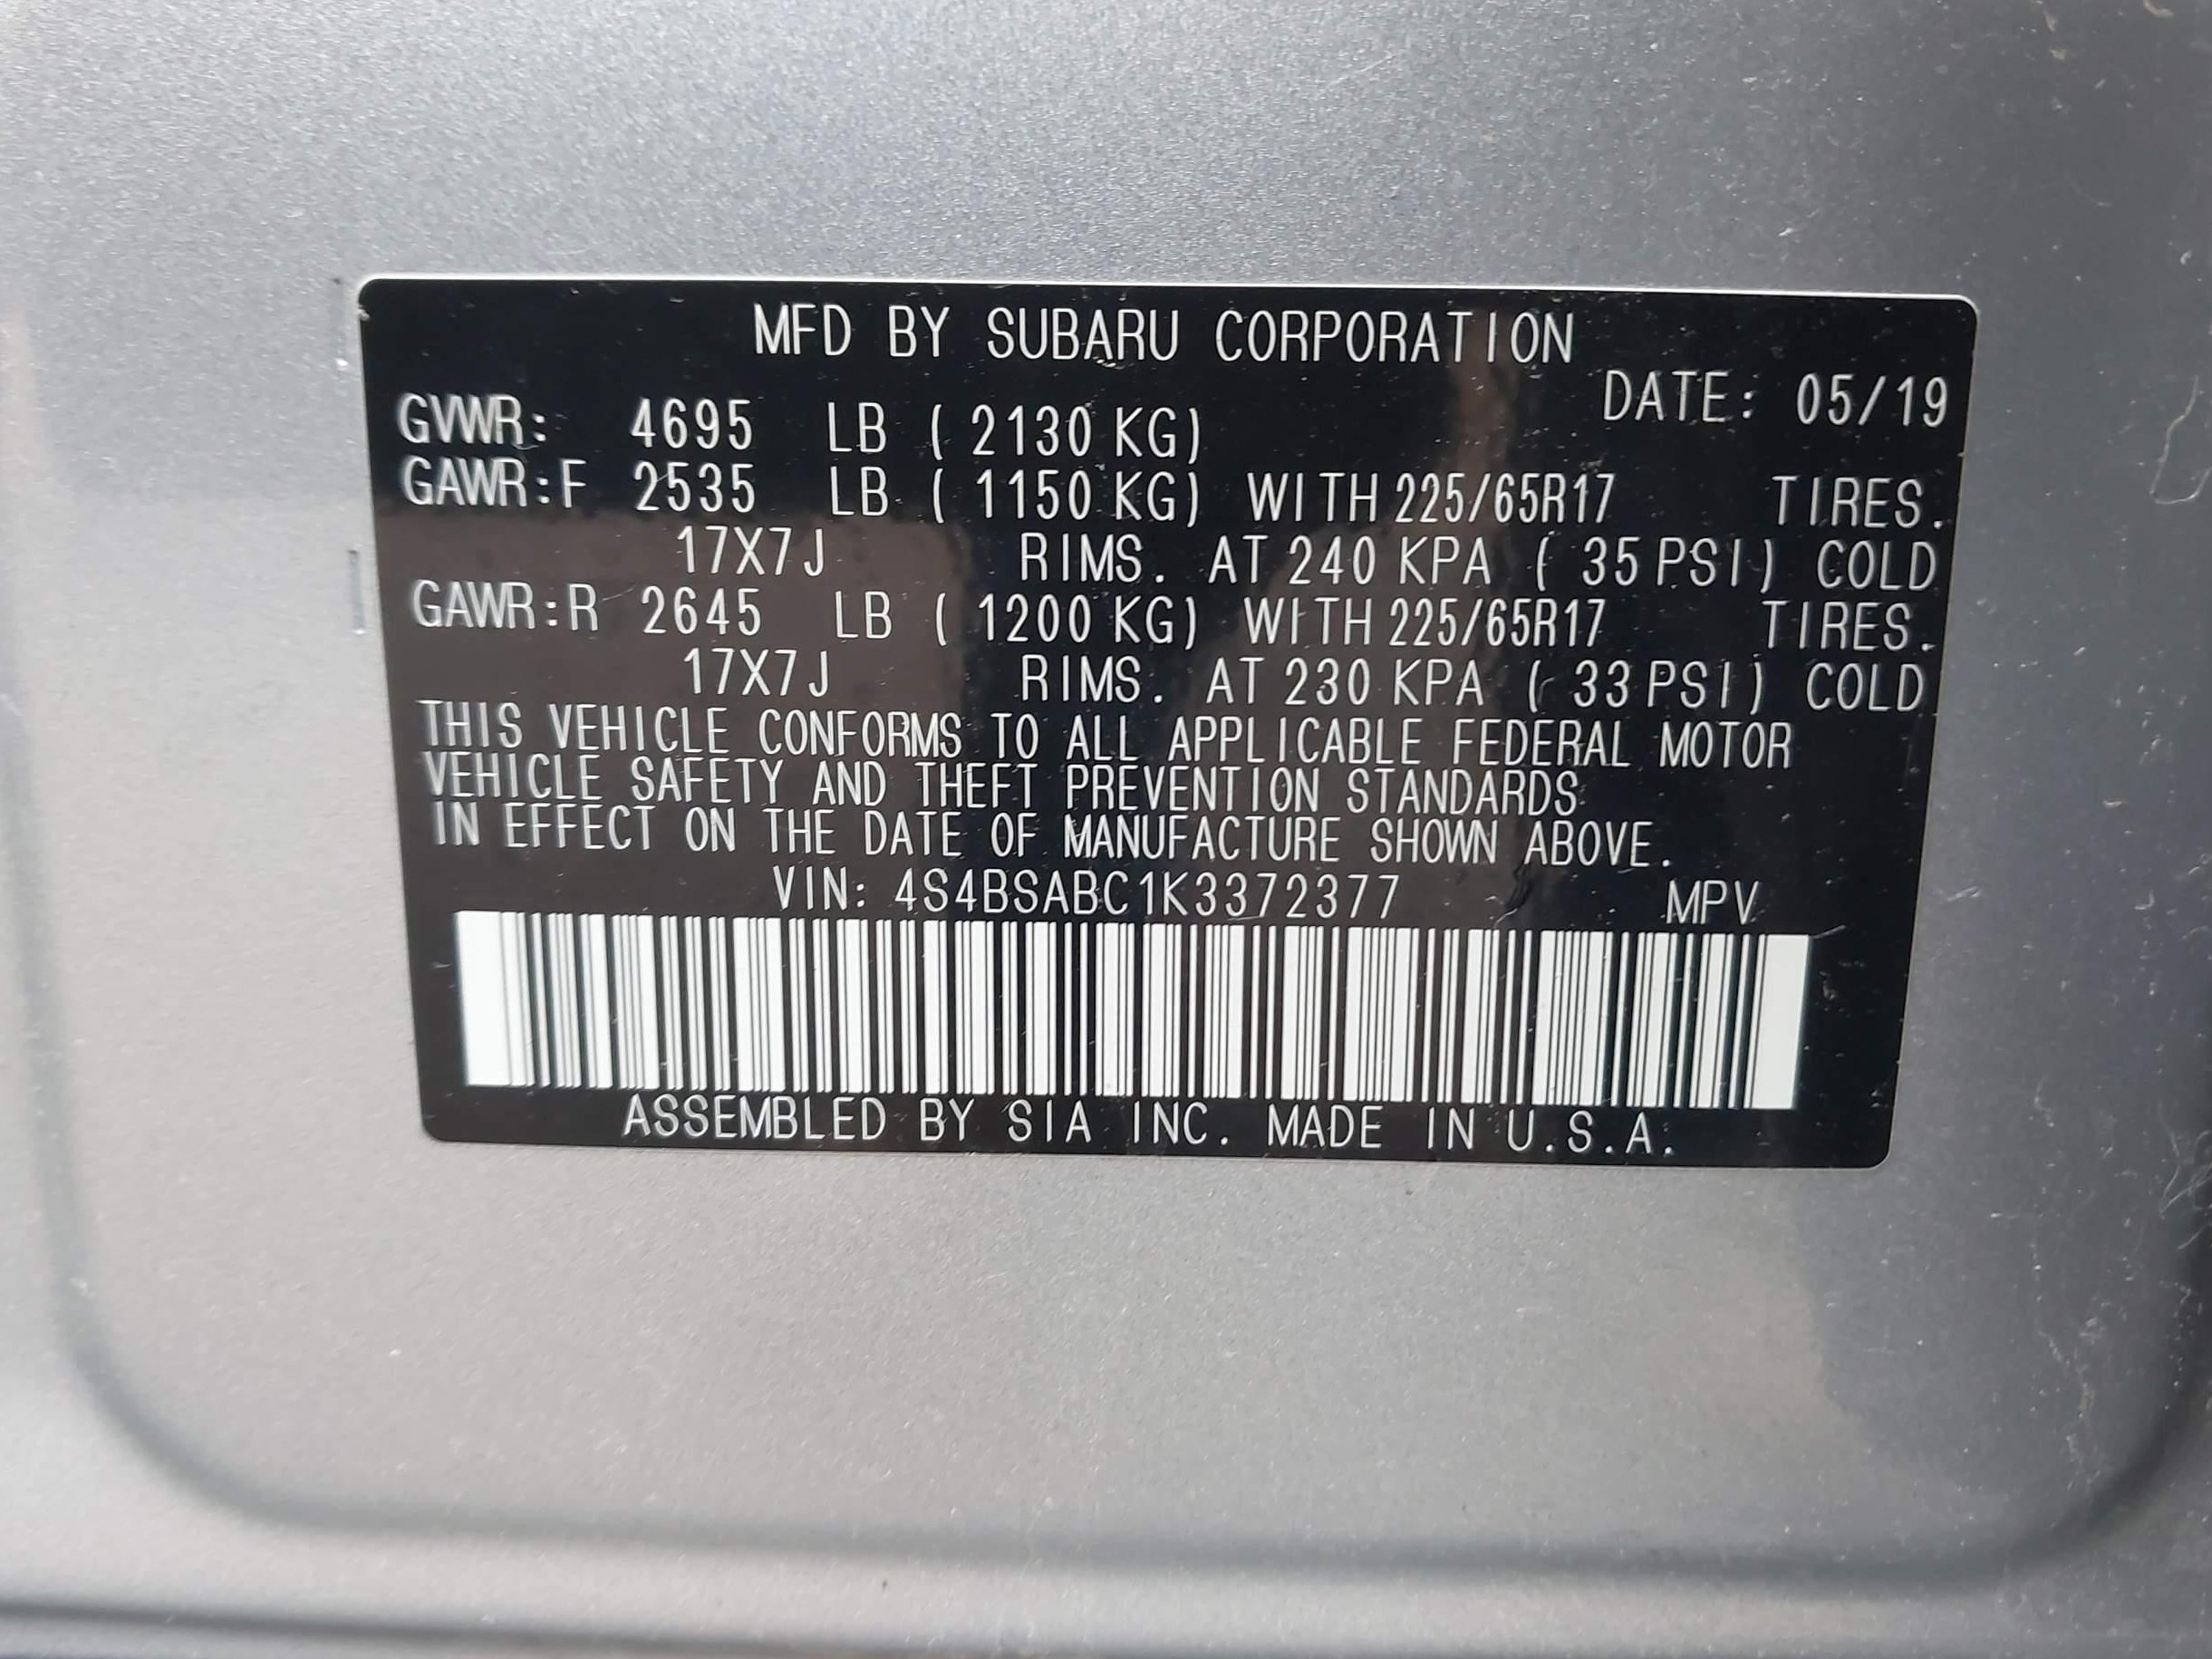 MFD BY SUBARU CORPORATION
DATE: 05/19
GVWR: 4695 LB ( 2130 KG)
GAWR:F 2535 LB ( 1150 KG) WITH 225/65R17 TIRES.
17X7J RIMS. AT 240 KPA ( 35 PSI) COLD
GAWR:R 2645 LB ( 1200 KG) WITH 225/65R17 TIRES.
17X7J RIMS. AT 230 KPA ( 33 PSI) COLD
THIS VEHICLE CONFORMS TO ALL APPLICABLE FEDERAL MOTOR
VEHICLE SAFETY AND THEFT PREVENTION STANDARDS
IN EFFECT ON THE DATE OF MANUFACTURE SHOWN ABOVE.
VIN: 4S4BSABC1K3372377 MPV
ASSEMBLED BY SIA INC. MADE IN U.S.A.